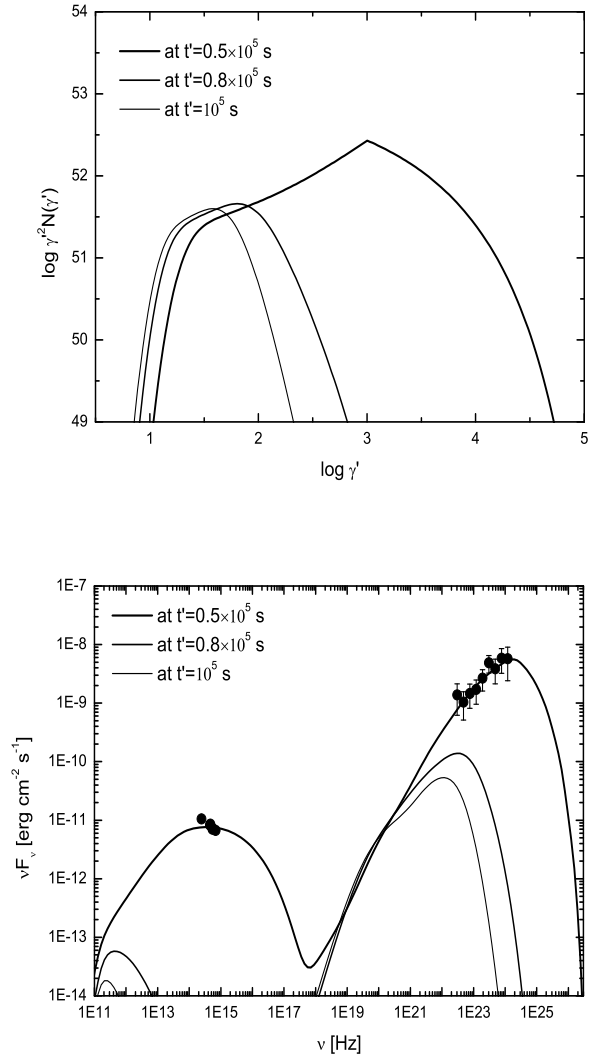 54
53
52
51
50
49
log γ'²N(γ')
at t'=0.5×10⁵ s
at t'=0.8×10⁵ s
at t'=10⁵ s
1 2 3 4 5
log γ'
1E-7
1E-8
1E-9
1E-10
1E-11
1E-12
1E-13
1E-14
νFν [erg cm⁻² s⁻¹]
at t'=0.5×10⁵ s
at t'=0.8×10⁵ s
at t'=10⁵ s
1E11 1E13 1E15 1E17 1E19 1E21 1E23 1E25
ν [Hz]